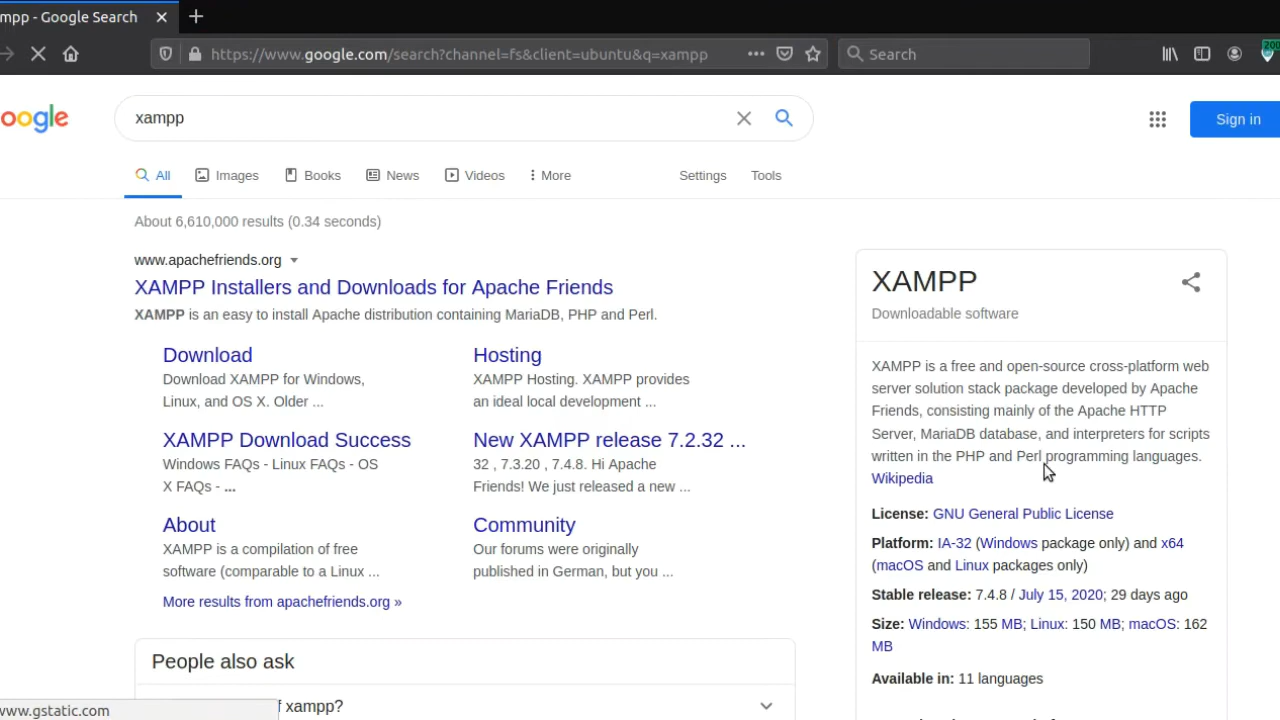 mpp - Google Search
https://www.google.com/search?channel=fs&client=ubuntu&q=xampp
Search
200
oogle
xampp
Sign in
All
Images
Books
News
Videos
More
Settings
Tools
About 6,610,000 results (0.34 seconds)
www.apachefriends.org
XAMPP Installers and Downloads for Apache Friends
XAMPP is an easy to install Apache distribution containing MariaDB, PHP and Perl.
Download
Download XAMPP for Windows,
Linux, and OS X. Older ...
Hosting
XAMPP Hosting. XAMPP provides
an ideal local development ...
XAMPP Download Success
Windows FAQs - Linux FAQs - OS
X FAQs - ...
New XAMPP release 7.2.32 ...
32 , 7.3.20 , 7.4.8. Hi Apache
Friends! We just released a new ...
About
XAMPP is a compilation of free
software (comparable to a Linux ...
Community
Our forums were originally
published in German, but you ...
More results from apachefriends.org »
People also ask
f xampp?
XAMPP
Downloadable software
XAMPP is a free and open-source cross-platform web
server solution stack package developed by Apache
Friends, consisting mainly of the Apache HTTP
Server, MariaDB database, and interpreters for scripts
written in the PHP and Perl programming languages.
Wikipedia
License: GNU General Public License
Platform: IA-32 (Windows package only) and x64
(macOS and Linux packages only)
Stable release: 7.4.8 / July 15, 2020; 29 days ago
Size: Windows: 155 MB; Linux: 150 MB; macOS: 162
MB
Available in: 11 languages
www.gstatic.com